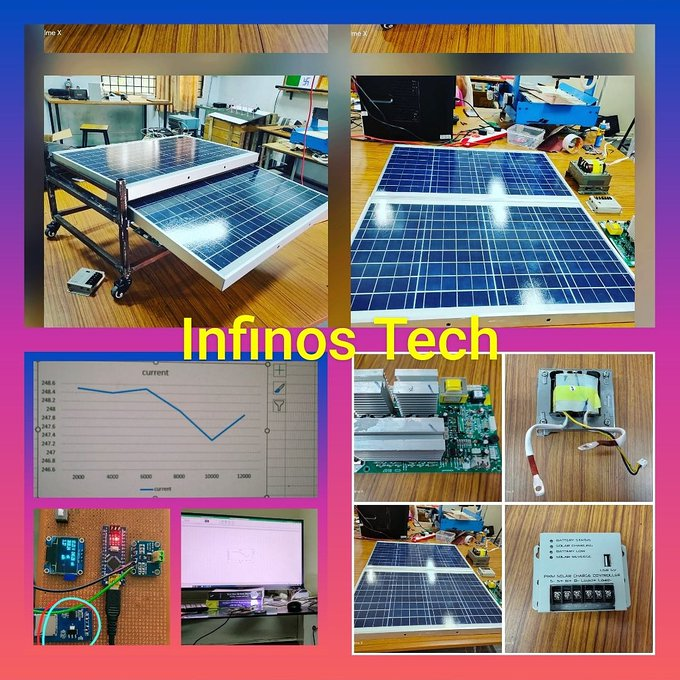 lme X
me X
Infinos Tech
current
248.6
248.4
248.2
248
247.8
247.6
247.4
247.2
247
246.8
246.6
2000 4000 6000 8000 10000 12000
current
BATTERY STATUS
SOLAR CHARGING
BATTERY LOW
SOLAR REVERSE
USB 5V
PWM SOLAR CHARGE CONTROLLER